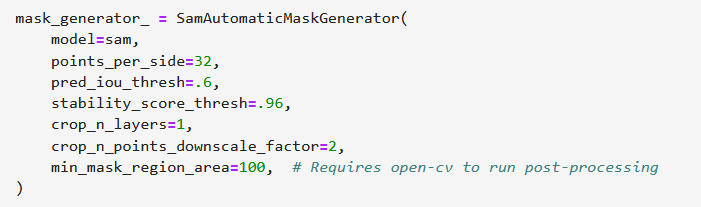 mask_generator_ = SamAutomaticMaskGenerator(
    model=sam,
    points_per_side=32,
    pred_iou_thresh=.6,
    stability_score_thresh=.96,
    crop_n_layers=1,
    crop_n_points_downscale_factor=2,
    min_mask_region_area=100,  # Requires open-cv to run post-processing
)